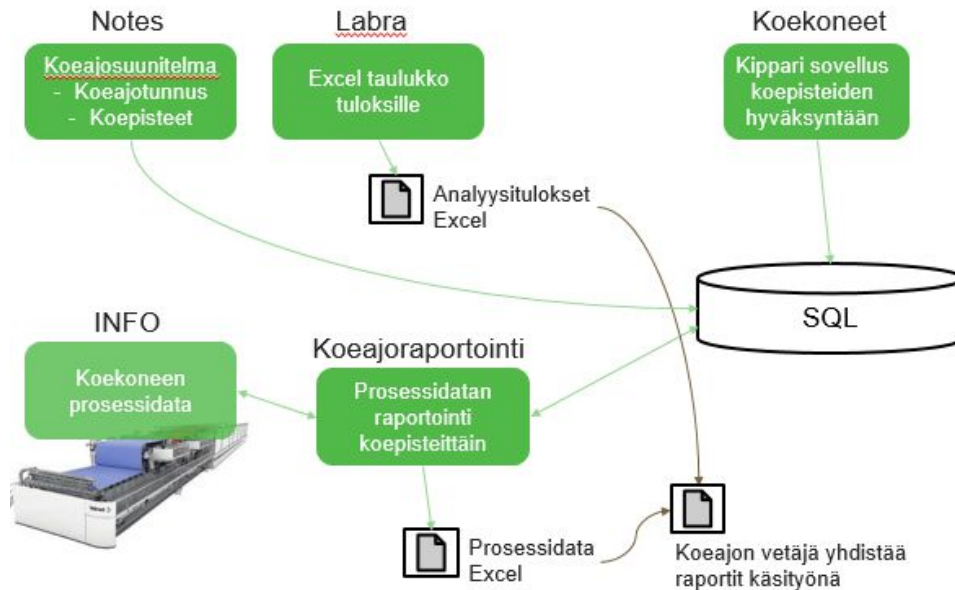 Notes
Koeajosuunitelma
- Koeajotunnus
- Koepisteet
Labra
Excel taulukko
tuloksille
Koekoneet
Kippari sovellus
koepisteiden
hyväksyntään
Analyysitulokset
Excel
SQL
INFO
Koekoneen
prosessidata
Koeajoraportointi
Prosessidatan
raportointi
koepisteittäin
Prosessidata
Excel
Koeajon vetäjä yhdistää
raportit käsityönä